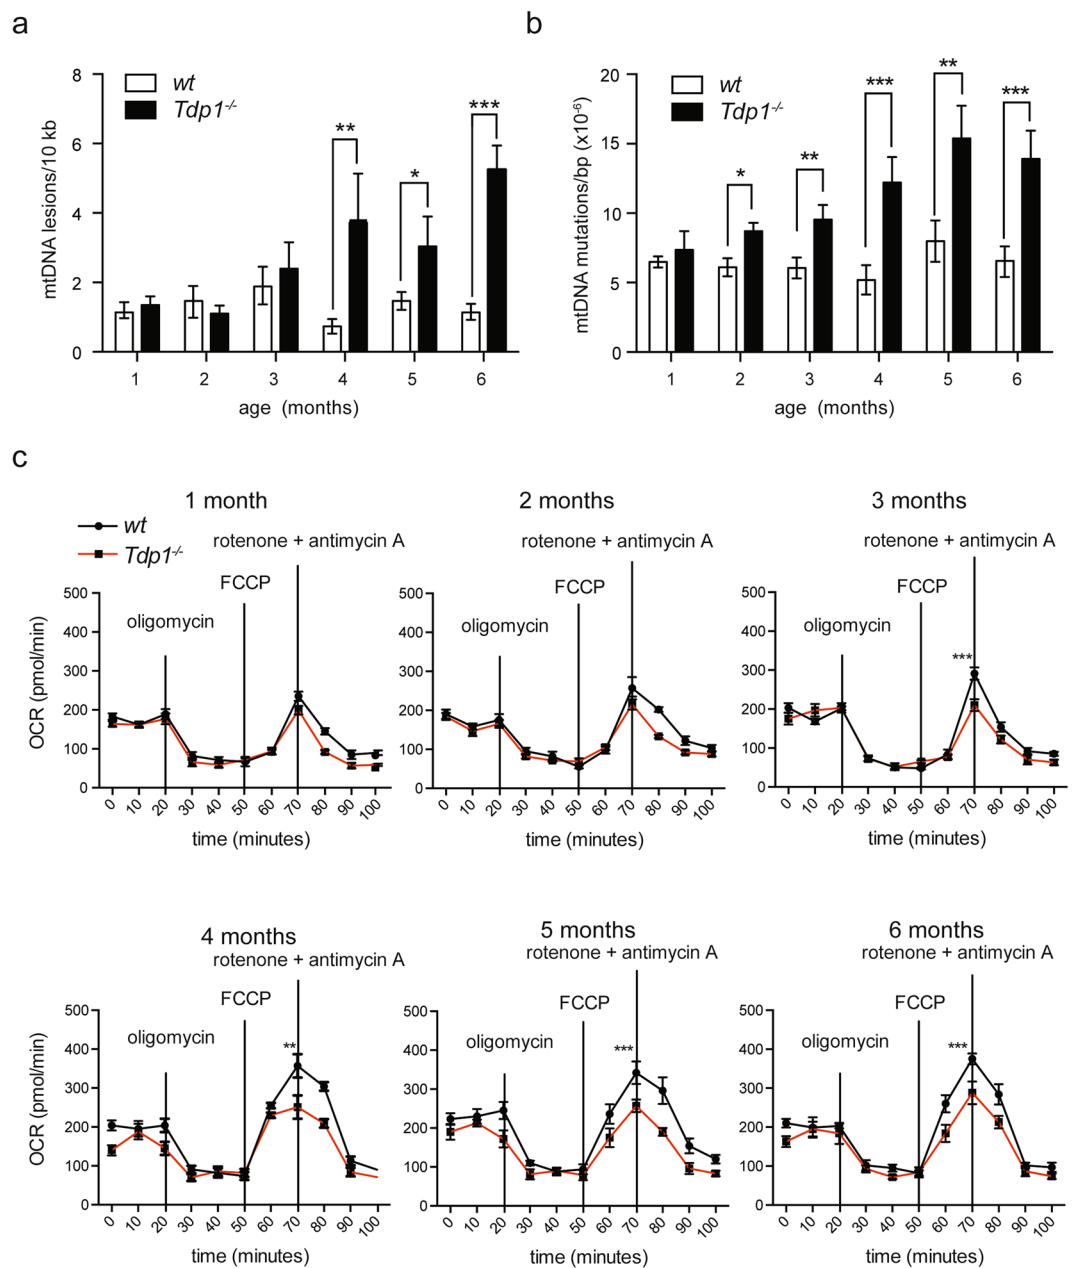 a
8
6
4
2
0
mtDNA lesions/10 kb
wt
Tdp1-/-
**
*
***
1 2 3 4 5 6
age (months)
b
20
15
10
5
0
mtDNA mutations/bp (x10-6)
wt
Tdp1-/-
*
**
***
**
***
1 2 3 4 5 6
age (months)
c
1 month
wt
Tdp1-/-
rotenone + antimycin A
FCCP
oligomycin
500
400
300
200
100
0
OCR (pmol/min)
0 10 20 30 40 50 60 70 80 90 100
time (minutes)
2 months
rotenone + antimycin A
FCCP
oligomycin
500
400
300
200
100
0
0 10 20 30 40 50 60 70 80 90 100
time (minutes)
3 months
rotenone + antimycin A
FCCP
oligomycin
***
500
400
300
200
100
0
0 10 20 30 40 50 60 70 80 90 100
time (minutes)
4 months
rotenone + antimycin A
FCCP
oligomycin
**
500
400
300
200
100
0
OCR (pmol/min)
0 10 20 30 40 50 60 70 80 90 100
time (minutes)
5 months
rotenone + antimycin A
FCCP
oligomycin
***
500
400
300
200
100
0
0 10 20 30 40 50 60 70 80 90 100
time (minutes)
6 months
rotenone + antimycin A
FCCP
oligomycin
***
500
400
300
200
100
0
0 10 20 30 40 50 60 70 80 90 100
time (minutes)